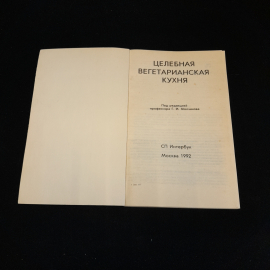 ЦЕЛЕБНАЯ
ВЕГЕТАРИАНСКАЯ
КУХНЯ
Под редакцией
профессора Г. И.
СП Интербук
Москва 1992